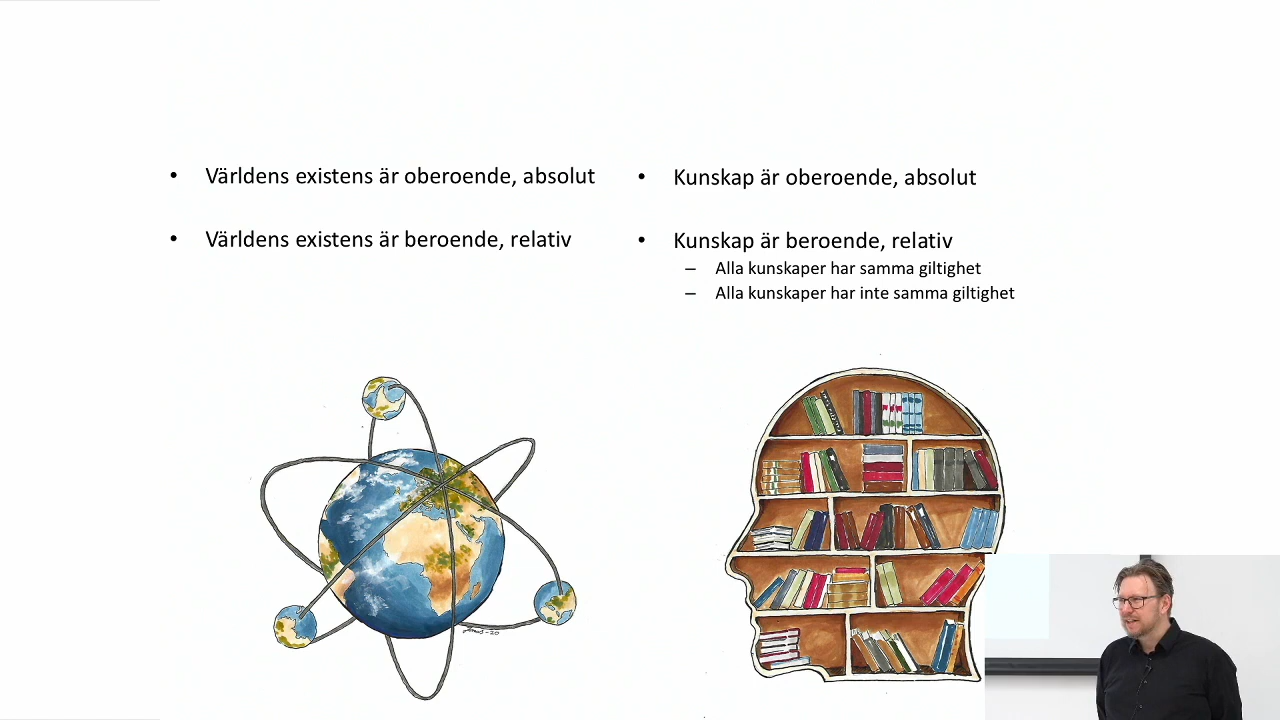 • Världens existens är oberoende, absolut
• Världens existens är beroende, relativ
• Kunskap är oberoende, absolut
• Kunskap är beroende, relativ
– Alla kunskaper har samma giltighet
– Alla kunskaper har inte samma giltighet